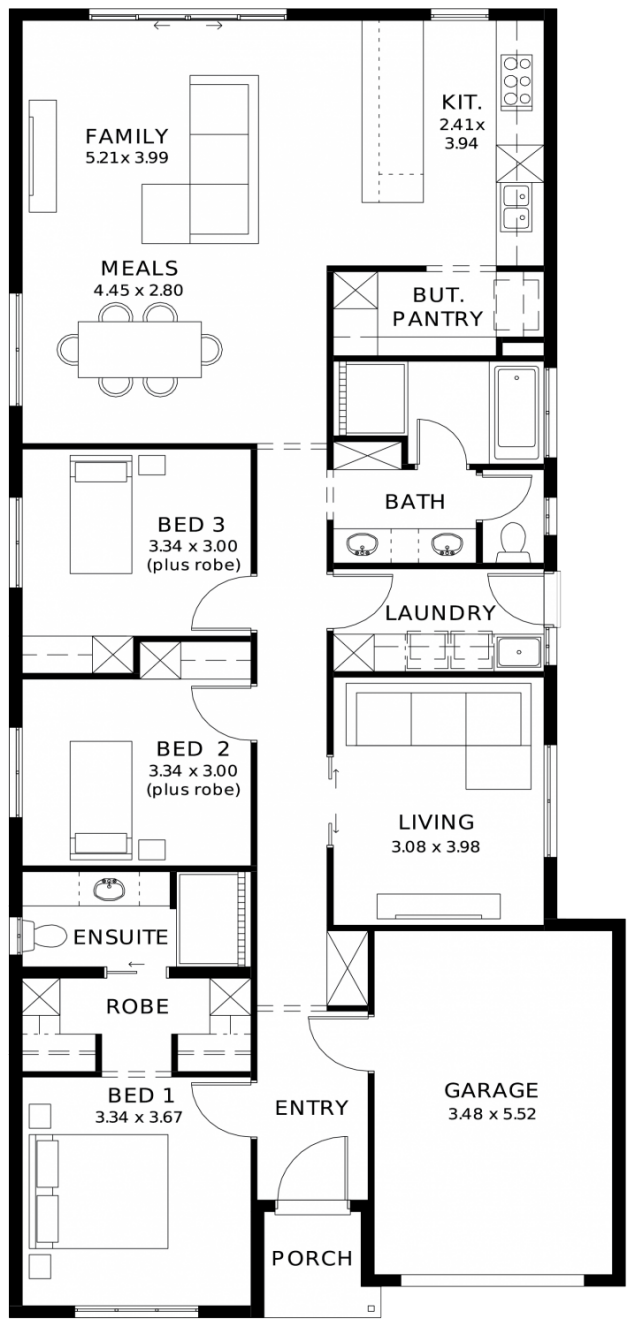 FAMILY
5.21x 3.99
KIT.
2.41x
3.94
MEALS
4.45 x 2.80
BUT.
PANTRY
BATH
BED 3
3.34 x 3.00
(plus robe)
LAUNDRY
BED 2
3.34 x 3.00
(plus robe)
LIVING
3.08 x 3.98
ENSUITE
ROBE
BED 1
3.34 x 3.67
ENTRY
GARAGE
3.48 x 5.52
PORCH